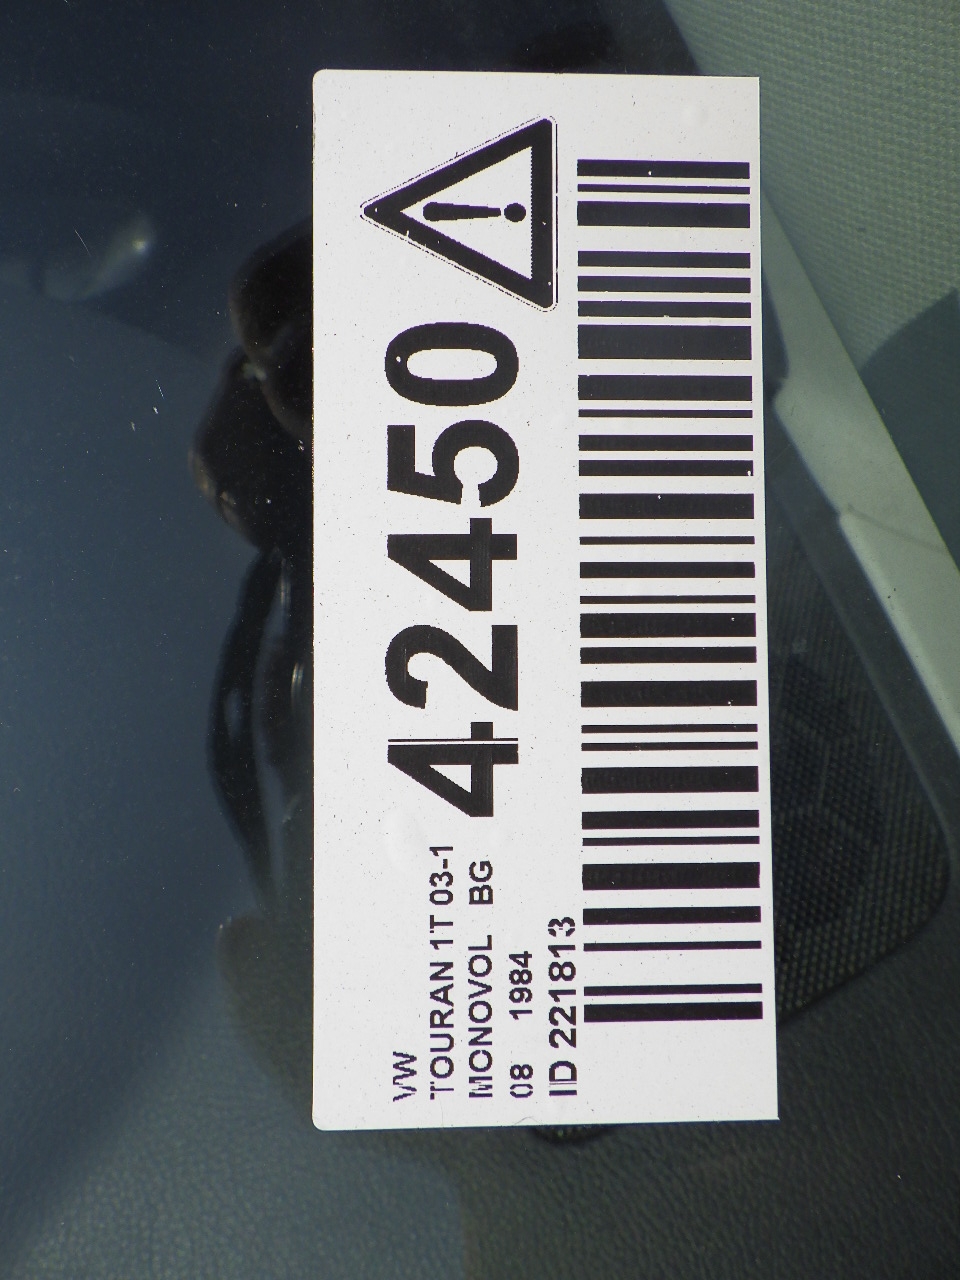 VW
TOURAN 1T 03-1
MONOVOL BG
08 1984
ID 221813
42450